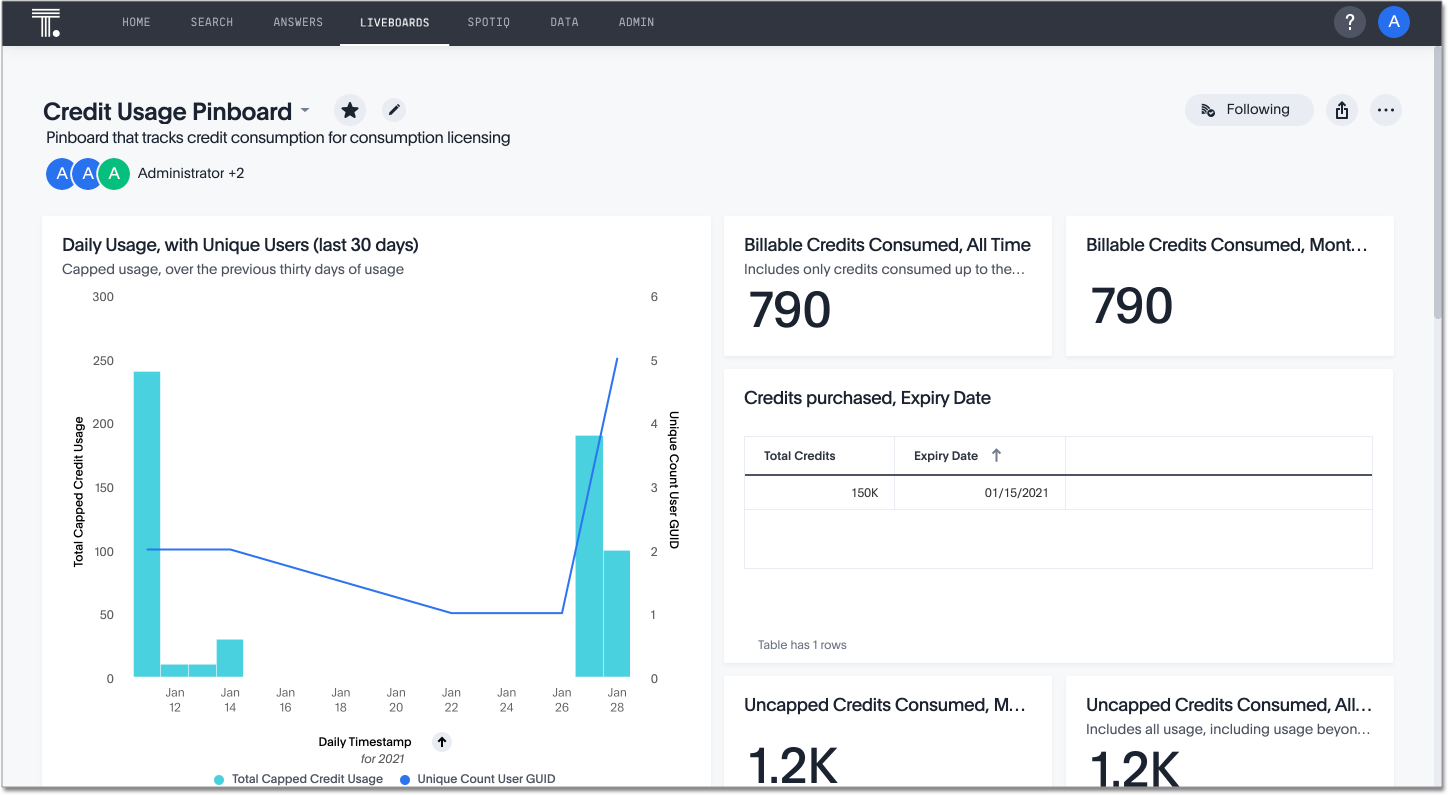 T.
HOME SEARCH ANSWERS LIVEBOARDS SPOTIQ DATA ADMIN
? A
Credit Usage Pinboard
Following
Pinboard that tracks credit consumption for consumption licensing
A A A Administrator +2
Daily Usage, with Unique Users (last 30 days)
Capped usage, over the previous thirty days of usage
300
250
200
150
100
50
0
Total Capped Credit Usage
6
5
4
3
2
1
0
Unique Count User GUID
Jan 12
Jan 14
Jan 16
Jan 18
Jan 20
Jan 22
Jan 24
Jan 26
Jan 28
Daily Timestamp
for 2021
Total Capped Credit Usage Unique Count User GUID
Billable Credits Consumed, All Time
Includes only credits consumed up to the...
790
Billable Credits Consumed, Mont...
790
Credits purchased, Expiry Date
Total Credits Expiry Date
150K 01/15/2021
Table has 1 rows
Uncapped Credits Consumed, M...
1.2K
Uncapped Credits Consumed, All...
Includes all usage, including usage beyon...
1.2K